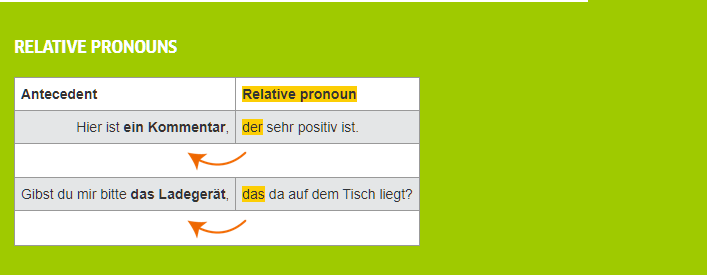 RELATIVE PRONOUNS
Antecedent Relative pronoun
Hier ist ein Kommentar, der sehr positiv ist.
Gibst du mir bitte das Ladegerät, das da auf dem Tisch liegt?